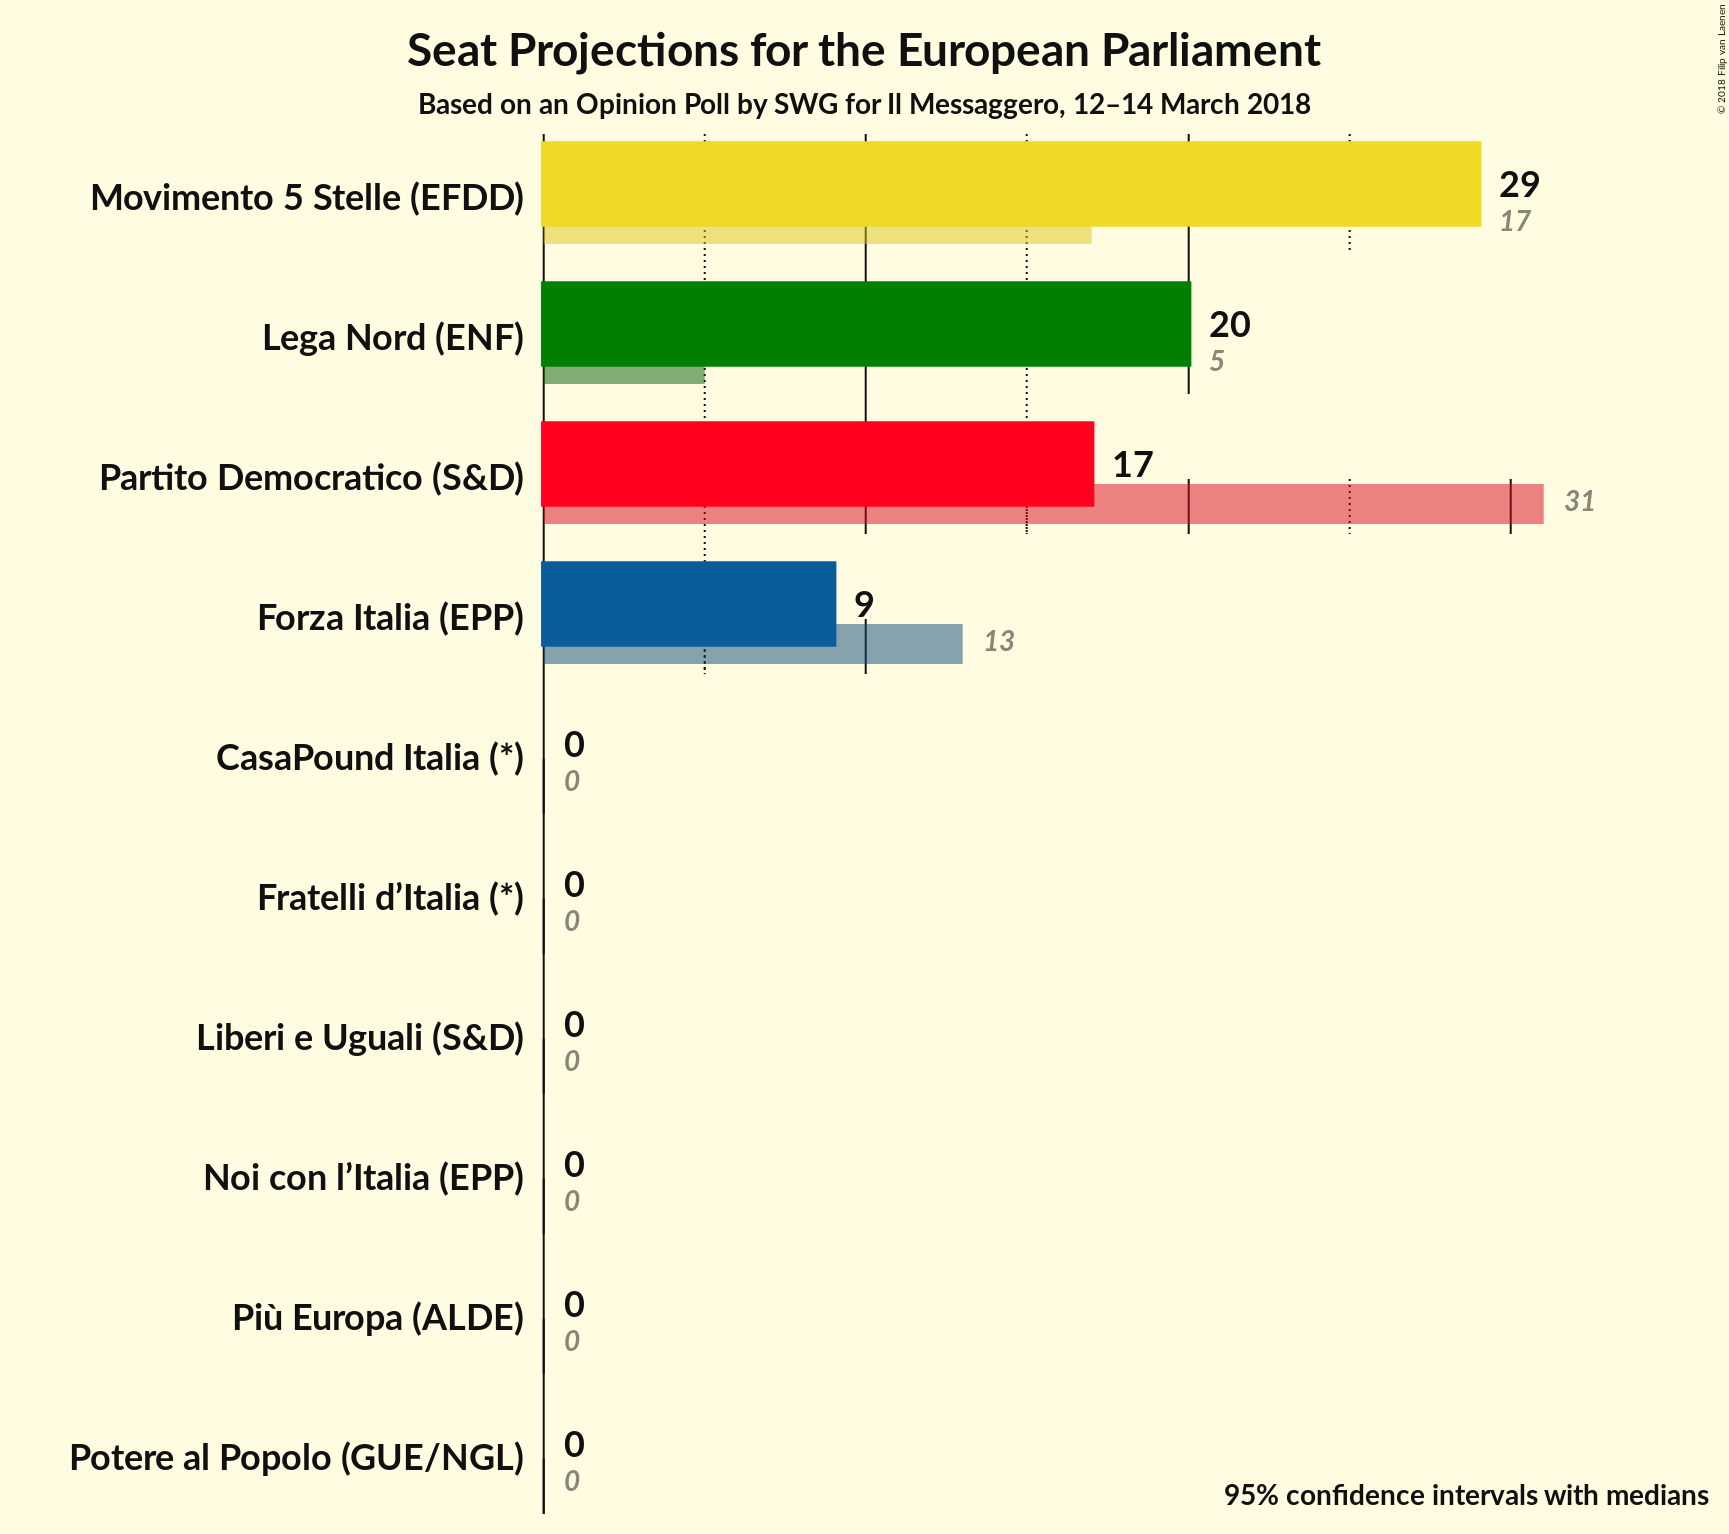 Seat Projections for the European Parliament
Based on an Opinion Poll by SWG for Il Messaggero, 12–14 March 2018
© 2018 Filip van Laenen
Movimento 5 Stelle (EFDD)
29
17
Lega Nord (ENF)
20
5
Partito Democratico (S&D)
17
31
Forza Italia (EPP)
9
13
CasaPound Italia (*)
0
0
Fratelli d’Italia (*)
0
0
Liberi e Uguali (S&D)
0
0
Noi con l’Italia (EPP)
0
0
Più Europa (ALDE)
0
0
Potere al Popolo (GUE/NGL)
0
0
95% confidence intervals with medians